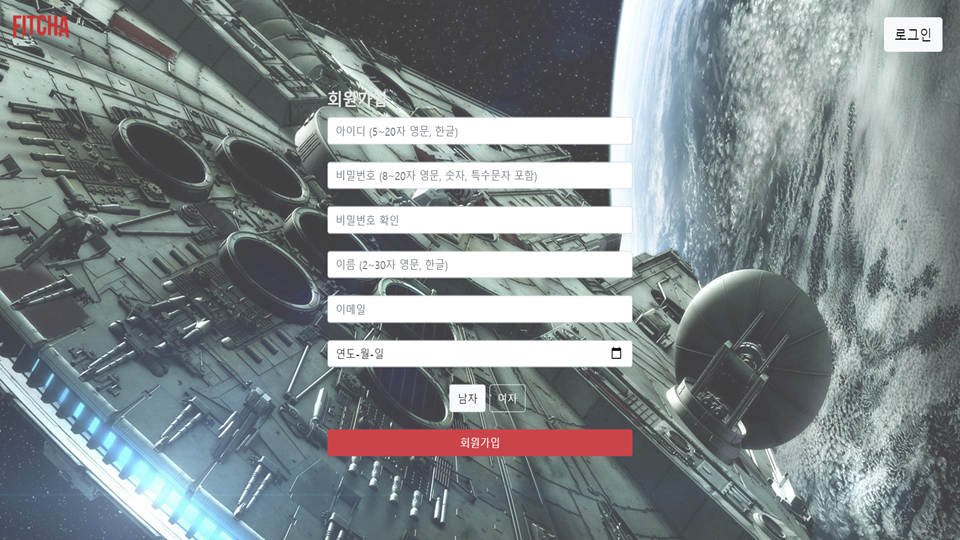 FITCHA
로그인
회원가입
아이디 (5~20자 영문, 한글)
비밀번호 (8~20자 영문, 숫자, 특수문자 포함)
비밀번호 확인
이름 (2~30자 영문, 한글)
이메일
연도-월-일
남자 여자
회원가입